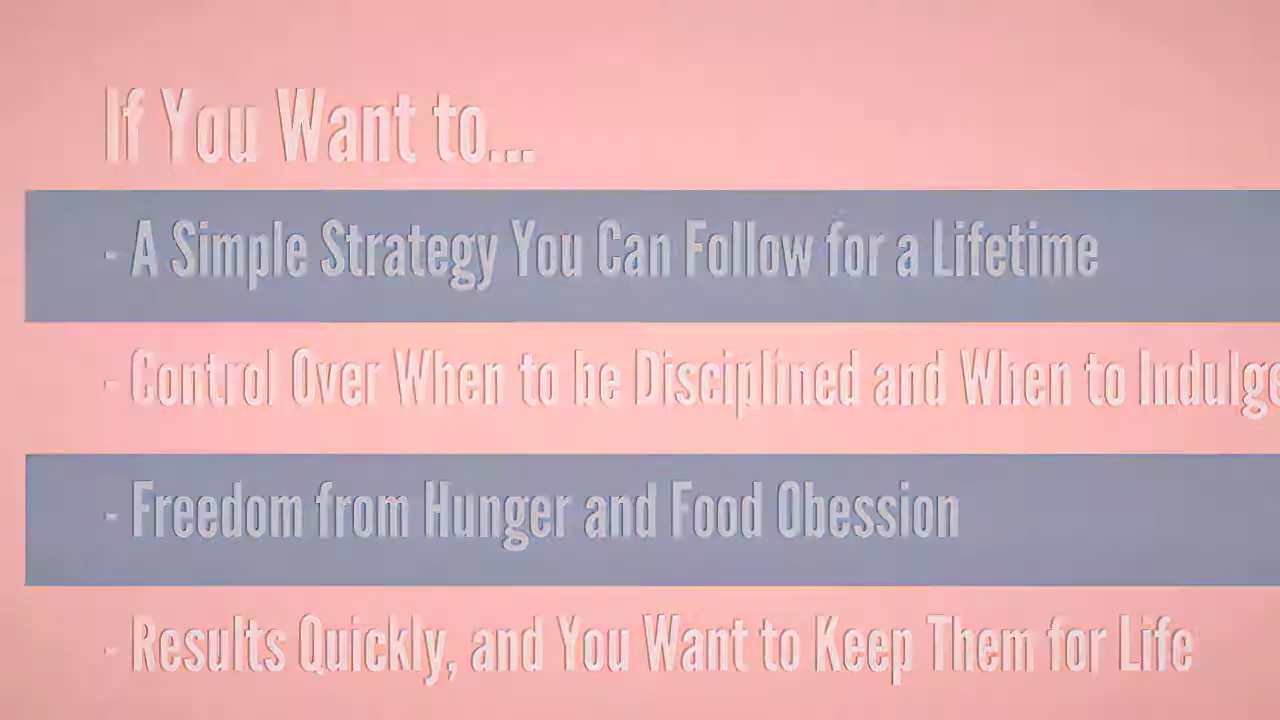 If You Want to...
- A Simple Strategy You Can Follow for a Lifetime
- Control Over When to be Disciplined and When to Indulge
- Freedom from Hunger and Food Obession
- Results Quickly, and You Want to Keep Them for Life